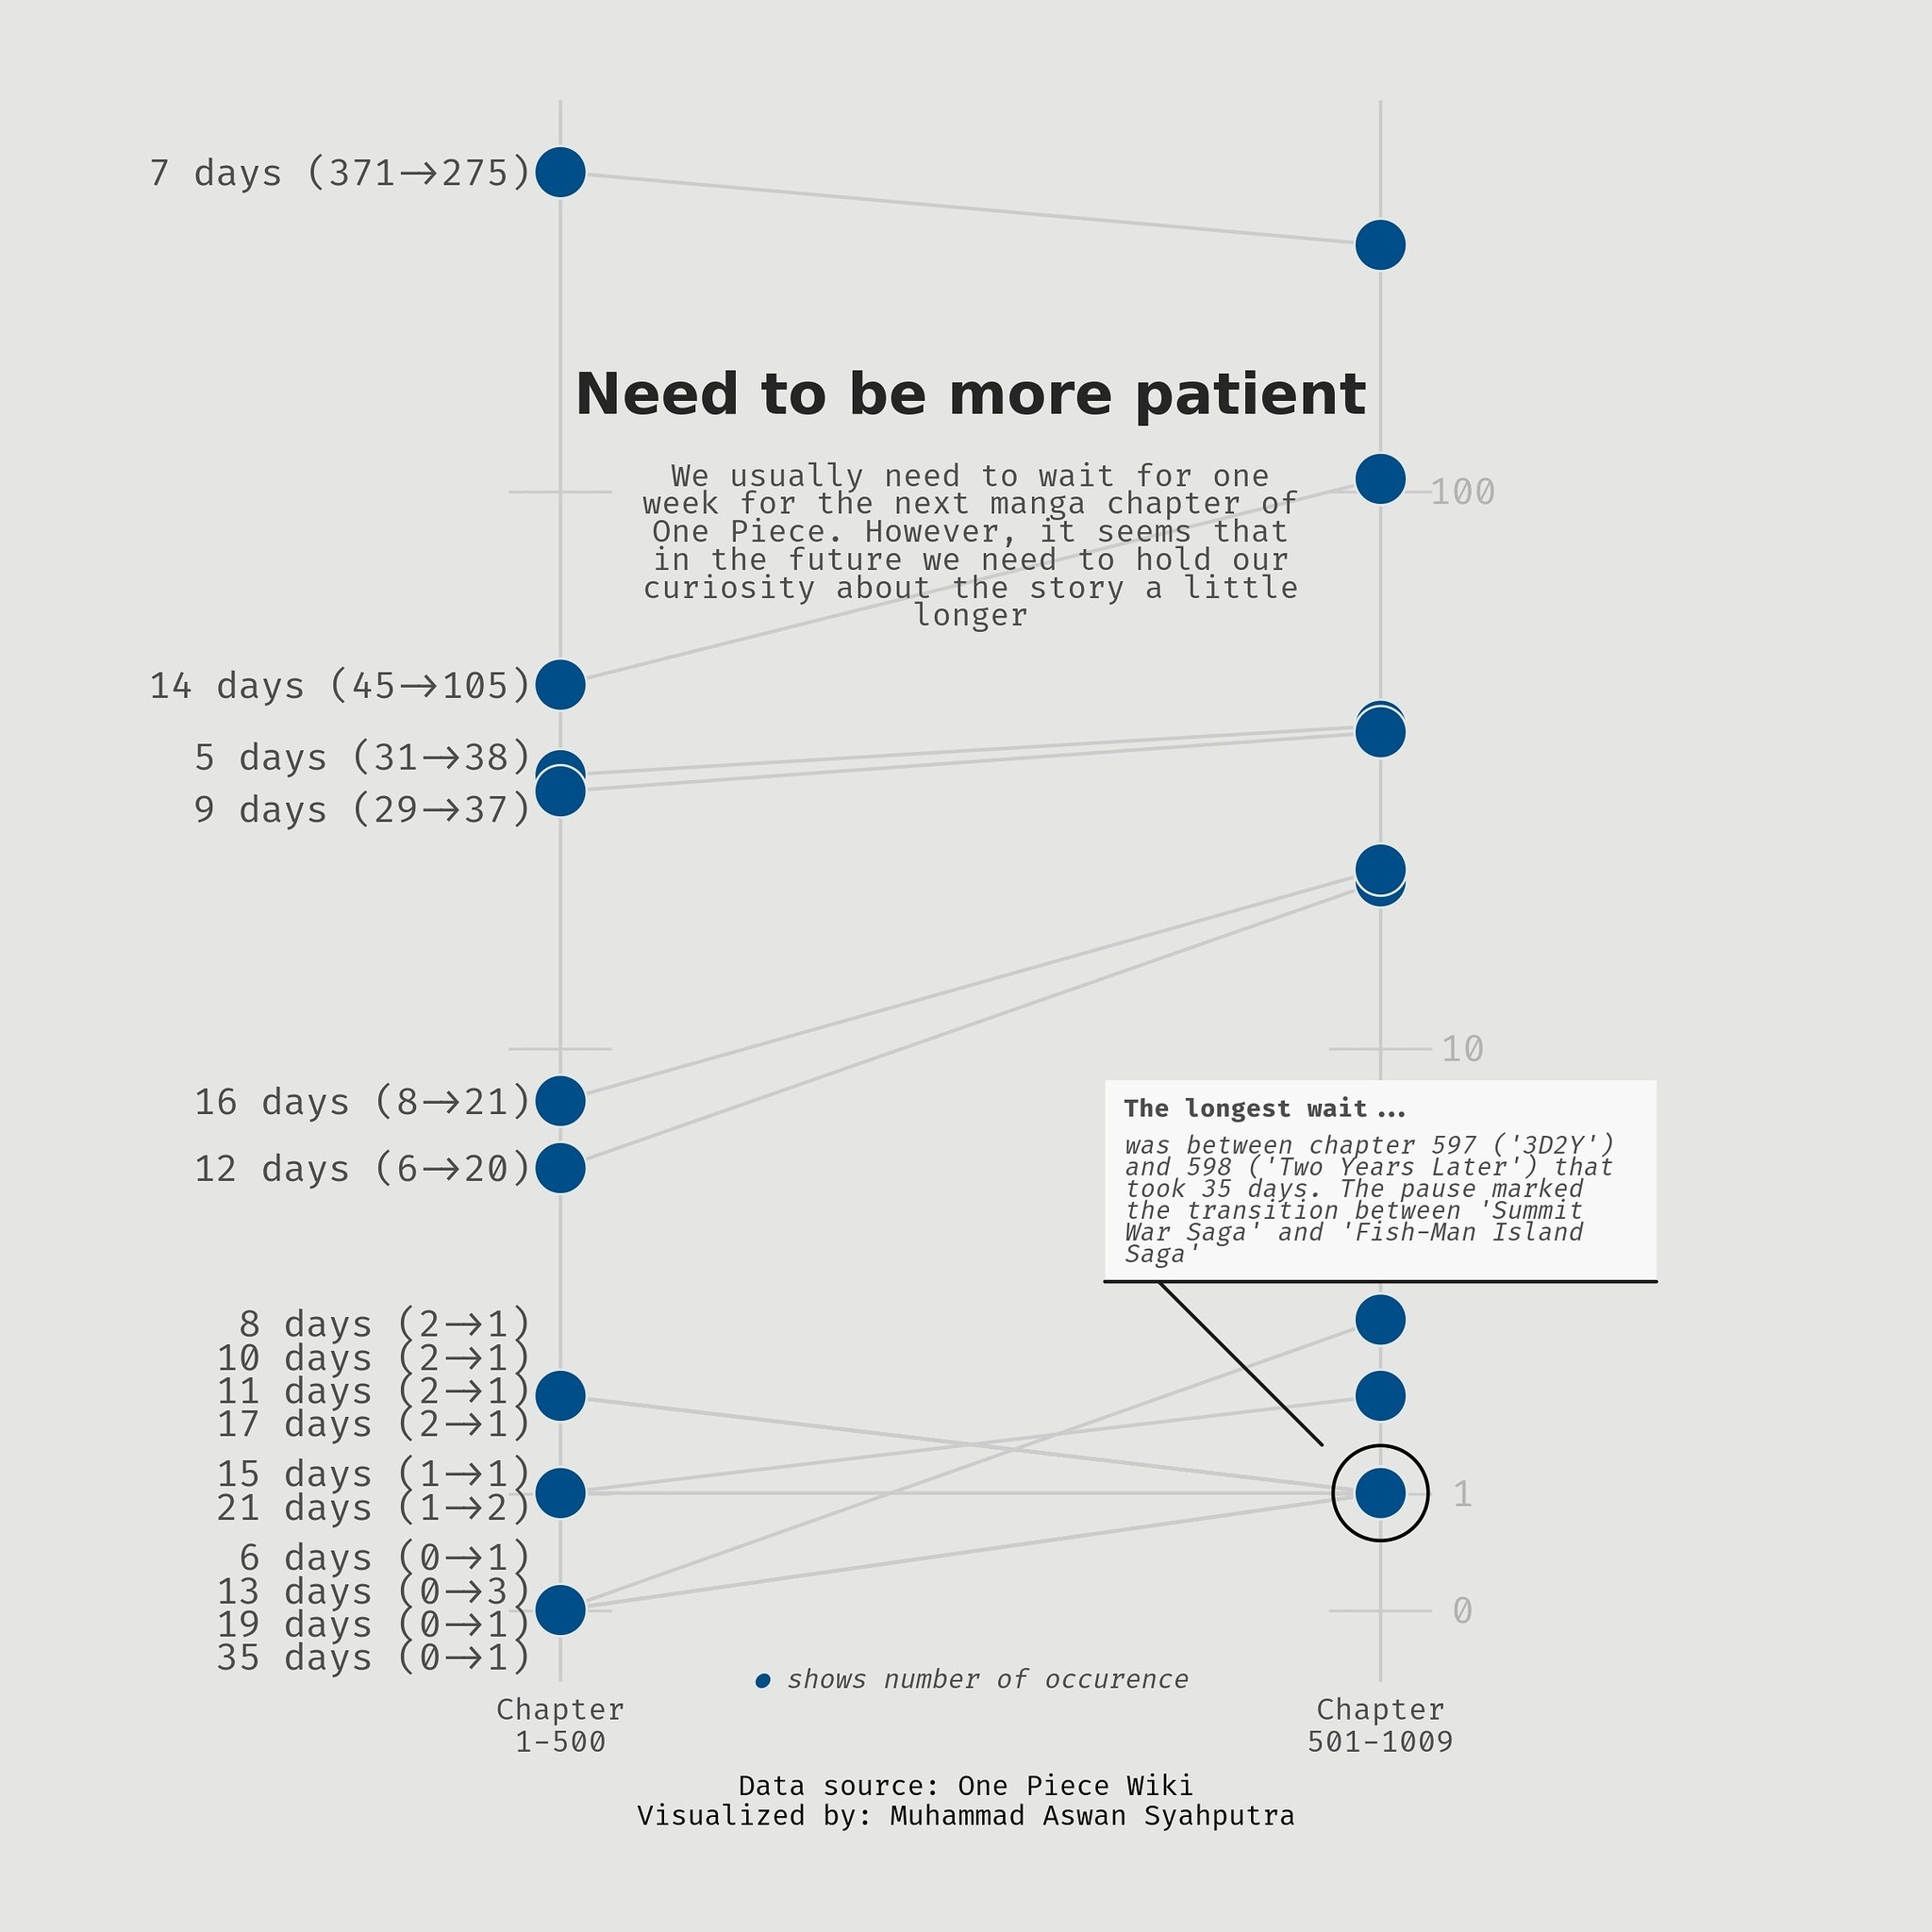 7 days (371→275)
Need to be more patient
We usually need to wait for one
week for the next manga chapter of
One Piece. However, it seems that
in the future we need to hold our
curiosity about the story a little
longer
100
14 days (45→105)
5 days (31→38)
9 days (29→37)
10
16 days (8→21)
12 days (6→20)
The longest wait...
was between chapter 597 ('3D2Y')
and 598 ('Two Years Later') that
took 35 days. The pause marked
the transition between 'Summit
War Saga' and 'Fish-Man Island
Saga'
8 days (2→1)
10 days (2→1)
11 days (2→1)
17 days (2→1)
15 days (1→1)
21 days (1→2)
1
6 days (0→1)
13 days (0→3)
19 days (0→1)
35 days (0→1)
0
shows number of occurence
Chapter
1-500
Chapter
501-1009
Data source: One Piece Wiki
Visualized by: Muhammad Aswan Syahputra